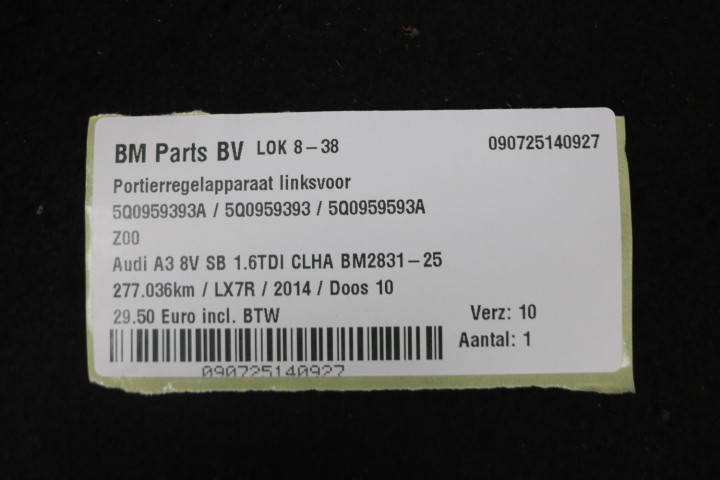 BM Parts BV LOK 8-38 090725140927
Portierregelapparaat linksvoor
5Q0959393A / 5Q0959393 / 5Q0959593A
Z00
Audi A3 8V SB 1.6TDI CLHA BM2831-25
277.036km / LX7R / 2014 / Doos 10
29.50 Euro incl. BTW Verz: 10
Aantal: 1
090725140927